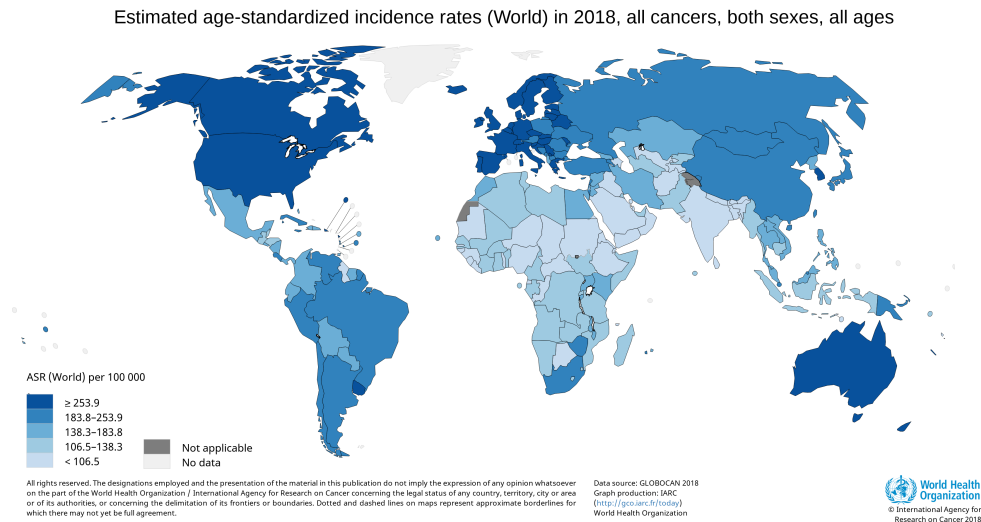 Estimated age-standardized incidence rates (World) in 2018, all cancers, both sexes, all ages
ASR (World) per 100 000
≥ 253.9
183.8–253.9
138.3–183.8
106.5–138.3
< 106.5
Not applicable
No data
All rights reserved. The designations employed and the presentation of the material in this publication do not imply the expression of any opinion whatsoever
on the part of the World Health Organization / International Agency for Research on Cancer concerning the legal status of any country, territory, city or area
or of its authorities, or concerning the delimitation of its frontiers or boundaries. Dotted and dashed lines on maps represent approximate borderlines for
which there may not yet be full agreement.
Data source: GLOBOCAN 2018
Graph production: IARC
(http://gco.iarc.fr/today)
World Health Organization
World Health
Organization
© International Agency for
Research on Cancer 2018